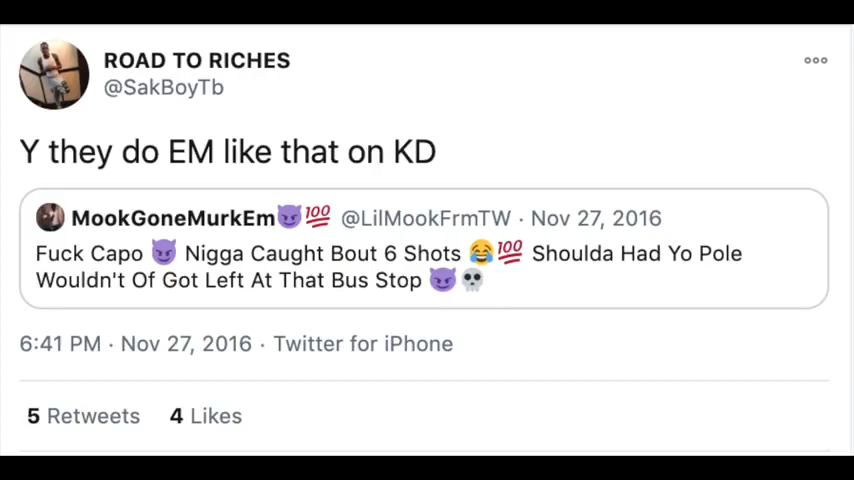 ROAD TO RICHES
@SakBoyTb
Y they do EM like that on KD
MookGoneMurkEm😈💯 @LilMookFrmTW · Nov 27, 2016
Fuck Capo 😈 Nigga Caught Bout 6 Shots 😂💯 Shoulda Had Yo Pole
Wouldn't Of Got Left At That Bus Stop 😈💀
6:41 PM · Nov 27, 2016 · Twitter for iPhone
5 Retweets 4 Likes